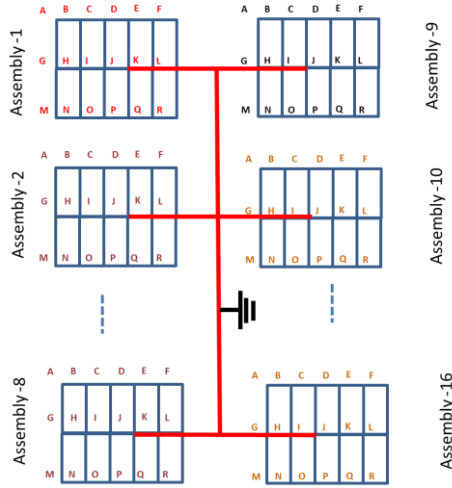 Assembly-1
A B C D E F
G H I J K L
M N O P Q R
Assembly-9
A B C D E F
G H I J K L
M N O P Q R
Assembly-2
A B C D E F
G H I J K L
M N O P Q R
Assembly-10
A B C D E F
G H I J K L
M N O P Q R
Assembly-8
A B C D E F
G H I J K L
M N O P Q R
Assembly-16
A B C D E F
G H I J K L
M N O P Q R